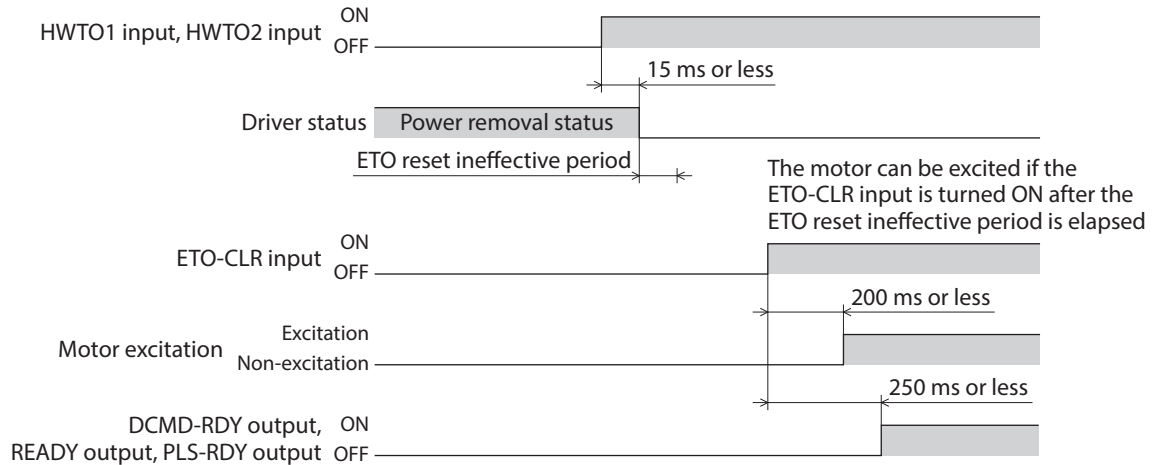 ON
HWTO1 input, HWTO2 input
OFF
15 ms or less
Driver status
Power removal status
ETO reset ineffective period
The motor can be excited if the
ETO-CLR input is turned ON after the
ETO reset ineffective period is elapsed
ON
ETO-CLR input
OFF
200 ms or less
Excitation
Motor excitation
Non-excitation
250 ms or less
DCMD-RDY output, ON
READY output, PLS-RDY output OFF